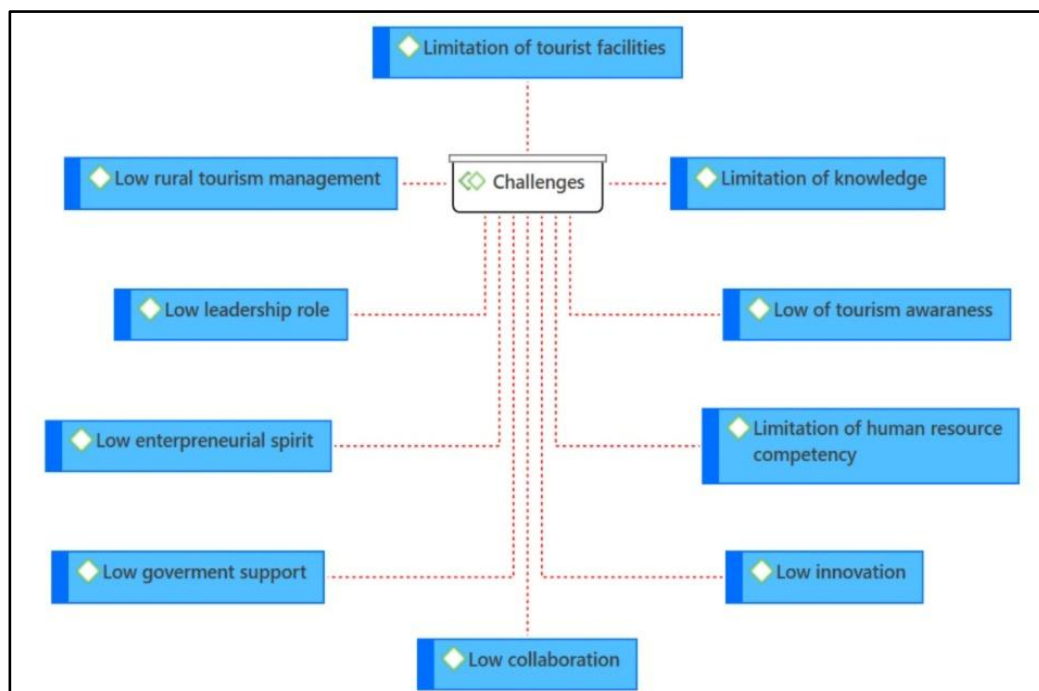 Limitation of tourist facilities
Low rural tourism management
Challenges
Limitation of knowledge
Low leadership role
Low of tourism awaraness
Low enterpreneurial spirit
Limitation of human resource
competency
Low goverment support
Low innovation
Low collaboration